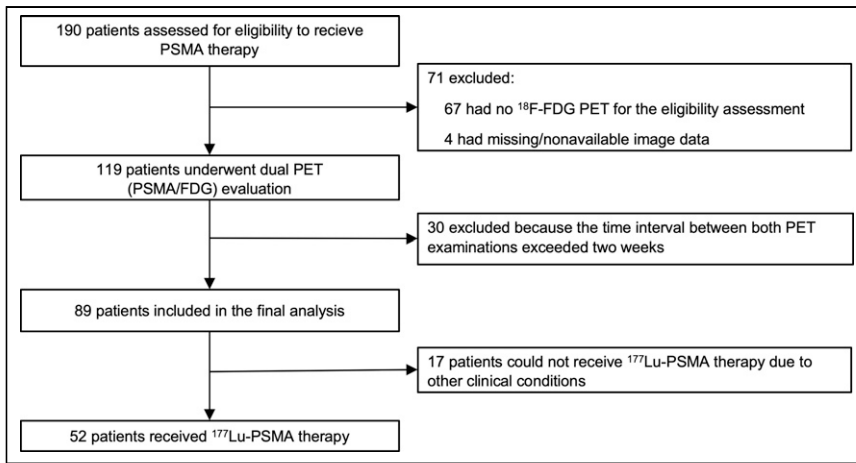 190 patients assessed for eligibility to recieve
PSMA therapy
71 excluded:
67 had no ¹⁸F-FDG PET for the eligibility assessment
4 had missing/nonavailable image data
119 patients underwent dual PET
(PSMA/FDG) evaluation
30 excluded because the time interval between both PET
examinations exceeded two weeks
89 patients included in the final analysis
17 patients could not receive ¹⁷⁷Lu-PSMA therapy due to
other clinical conditions
52 patients received ¹⁷⁷Lu-PSMA therapy